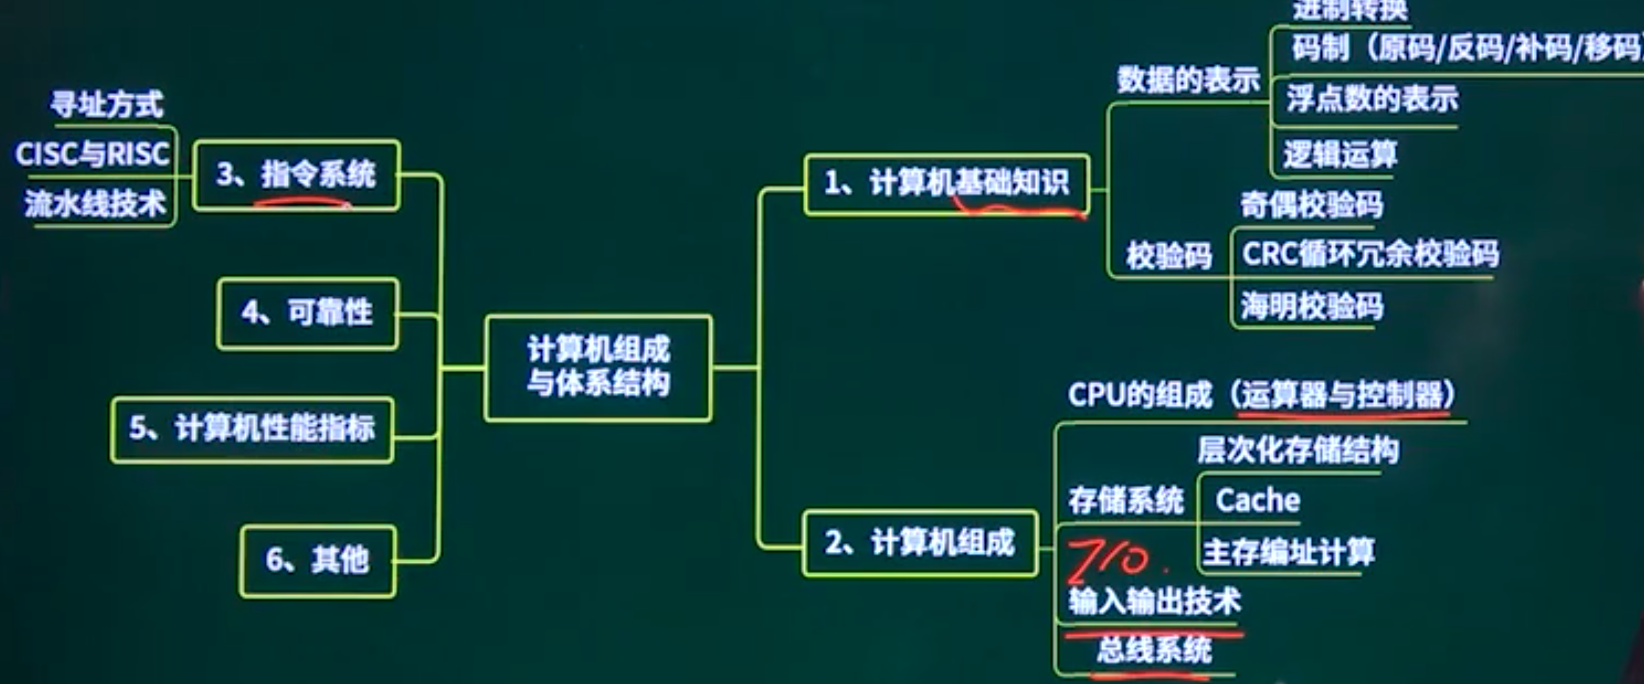 进制转换
码制（原码/反码/补码/移码
数据的表示
浮点数的表示
逻辑运算
1、计算机基础知识
奇偶校验码
校验码
CRC循环冗余校验码
海明校验码
寻址方式
CISC与RISC
3、指令系统
流水线技术
4、可靠性
计算机组成
与体系结构
5、计算机性能指标
6、其他
CPU的组成（运算器与控制器）
层次化存储结构
存储系统
Cache
主存编址计算
2、计算机组成
I/O.
输入输出技术
总线系统